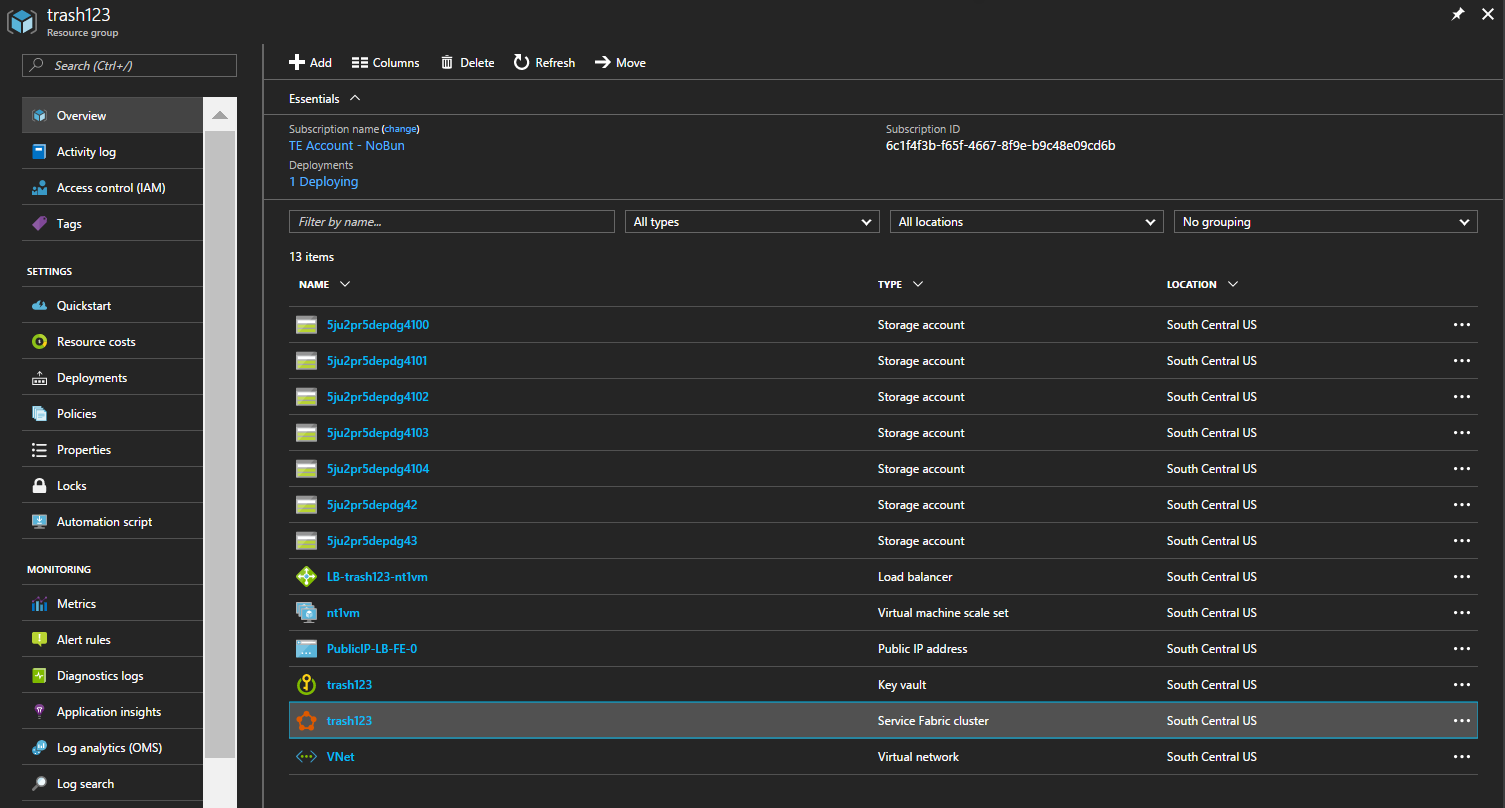 trash123
Resource group
Search (Ctrl+/)
Overview
Activity log
Access control (IAM)
Tags
SETTINGS
Quickstart
Resource costs
Deployments
Policies
Properties
Locks
Automation script
MONITORING
Metrics
Alert rules
Diagnostics logs
Application insights
Log analytics (OMS)
Log search
Add Columns Delete Refresh Move
Essentials
Subscription name (change) Subscription ID
TE Account - NoBun 6c1f4f3b-f65f-4667-8f9e-b9c48e09cd6b
Deployments
1 Deploying
Filter by name... All types All locations No grouping
13 items
NAME TYPE LOCATION
5ju2pr5depdg4100 Storage account South Central US
5ju2pr5depdg4101 Storage account South Central US
5ju2pr5depdg4102 Storage account South Central US
5ju2pr5depdg4103 Storage account South Central US
5ju2pr5depdg4104 Storage account South Central US
5ju2pr5depdg42 Storage account South Central US
5ju2pr5depdg43 Storage account South Central US
LB-trash123-nt1vm Load balancer South Central US
nt1vm Virtual machine scale set South Central US
PublicIP-LB-FE-0 Public IP address South Central US
trash123 Key vault South Central US
trash123 Service Fabric cluster South Central US
VNet Virtual network South Central US